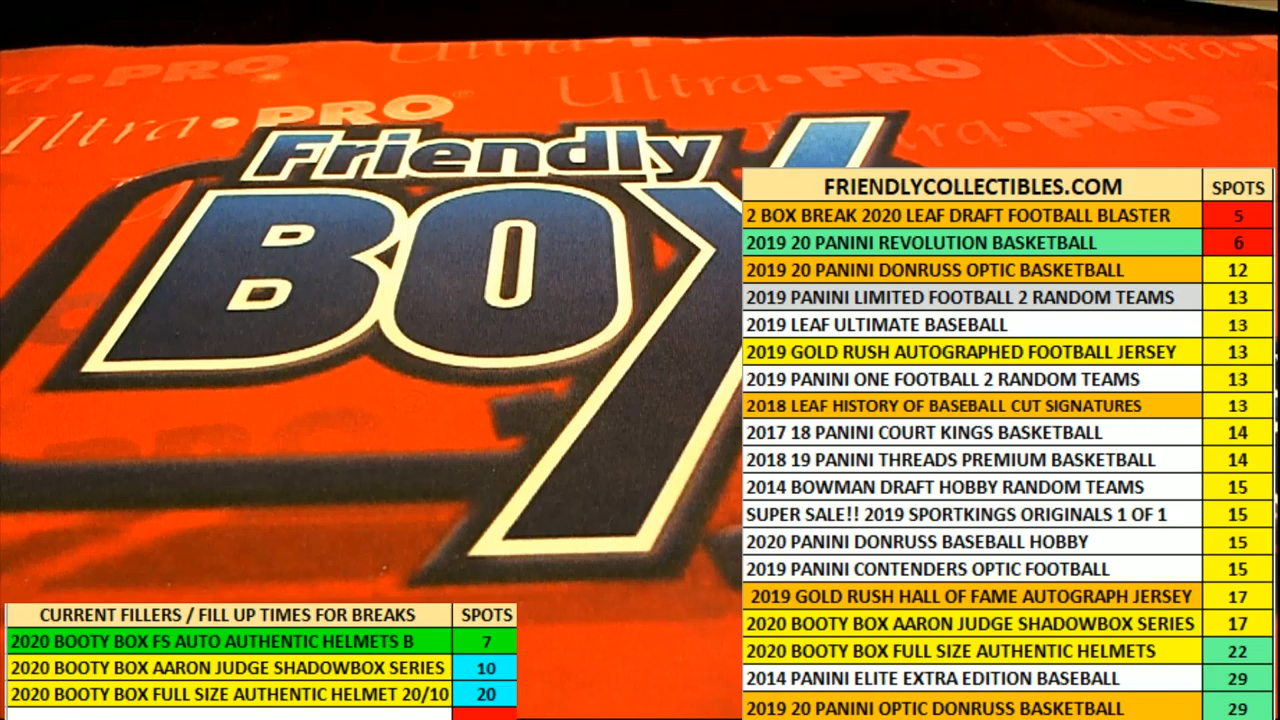 Ultra•PRO
Ultra•PRO
Ultra•PRO
Friendly
BOY
FRIENDLYCOLLECTIBLES.COM SPOTS
2 BOX BREAK 2020 LEAF DRAFT FOOTBALL BLASTER 5
2019 20 PANINI REVOLUTION BASKETBALL 6
2019 20 PANINI DONRUSS OPTIC BASKETBALL 12
2019 PANINI LIMITED FOOTBALL 2 RANDOM TEAMS 13
2019 LEAF ULTIMATE BASEBALL 13
2019 GOLD RUSH AUTOGRAPHED FOOTBALL JERSEY 13
2019 PANINI ONE FOOTBALL 2 RANDOM TEAMS 13
2018 LEAF HISTORY OF BASEBALL CUT SIGNATURES 13
2017 18 PANINI COURT KINGS BASKETBALL 14
2018 19 PANINI THREADS PREMIUM BASKETBALL 14
2014 BOWMAN DRAFT HOBBY RANDOM TEAMS 15
SUPER SALE!! 2019 SPORTKINGS ORIGINALS 1 OF 1 15
2020 PANINI DONRUSS BASEBALL HOBBY 15
2019 PANINI CONTENDERS OPTIC FOOTBALL 15
2019 GOLD RUSH HALL OF FAME AUTOGRAPH JERSEY 17
2020 BOOTY BOX AARON JUDGE SHADOWBOX SERIES 17
2020 BOOTY BOX FULL SIZE AUTHENTIC HELMETS 22
2014 PANINI ELITE EXTRA EDITION BASEBALL 29
2019 20 PANINI OPTIC DONRUSS BASKETBALL 29
CURRENT FILLERS / FILL UP TIMES FOR BREAKS SPOTS
2020 BOOTY BOX FS AUTO AUTHENTIC HELMETS B 7
2020 BOOTY BOX AARON JUDGE SHADOWBOX SERIES 10
2020 BOOTY BOX FULL SIZE AUTHENTIC HELMET 20/10 20